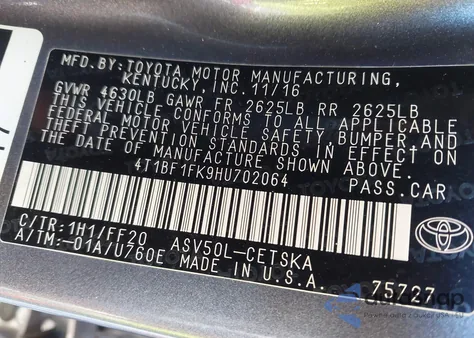 MFD.BY:TOYOTA MOTOR MANUFACTURING,
KENTUCKY, INC.11/16
GVWR 4630LB GAWR FR 2625LB RR 2625LB
THIS VEHICLE CONFORMS TO ALL APPLICABLE
FEDERAL MOTOR VEHICLE SAFETY,BUMPER,AND
THEFT PREVENTION STANDARDS IN EFFECT ON
THE DATE OF MANUFACTURE SHOWN ABOVE.
4T1BF1FK9HU702064 PASS.CAR
C/TR:1H1/FF20 ASV50L-CETSKA
A/TM:-01A/U760E MADE IN U.S.A.
75727